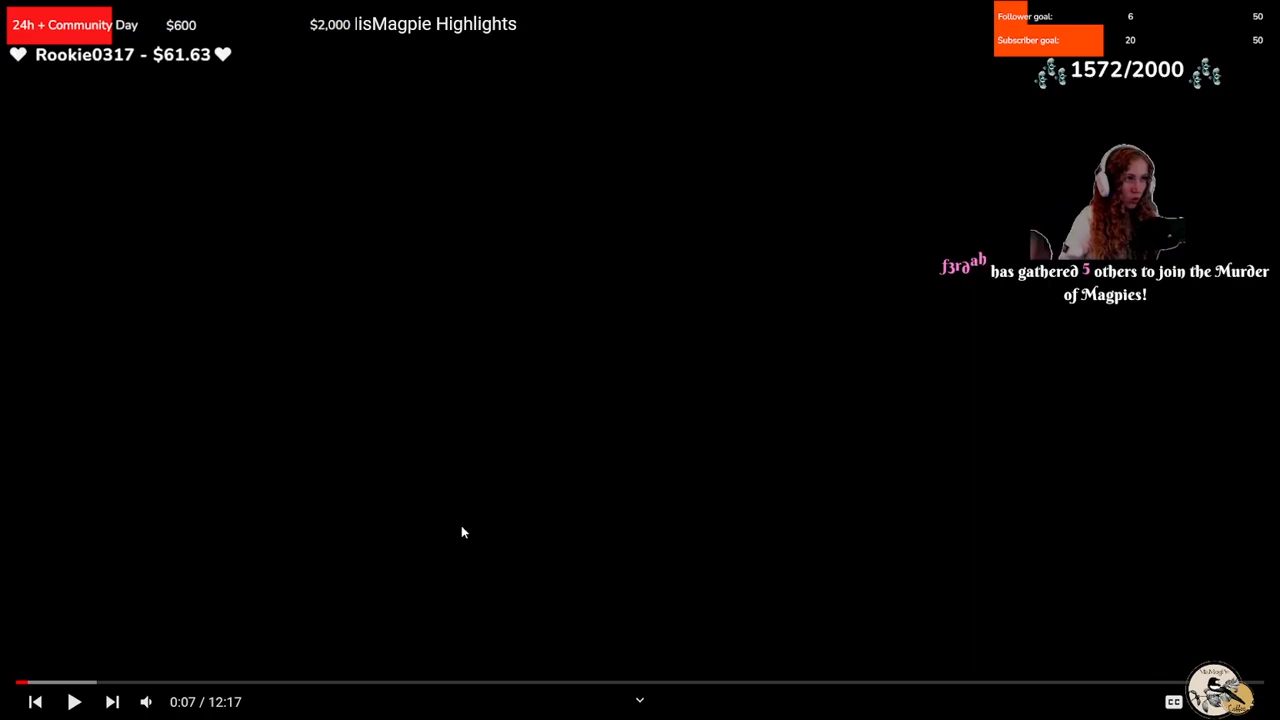 24h + Community Day $600 $2,000 lisMagpie Highlights
Rookie0317 - $61.63
Follower goal: 6 50
Subscriber goal: 20 50
1572/2000
f3rdah has gathered 5 others to join the Murder
of Magpies!
0:07 / 12:17
CC